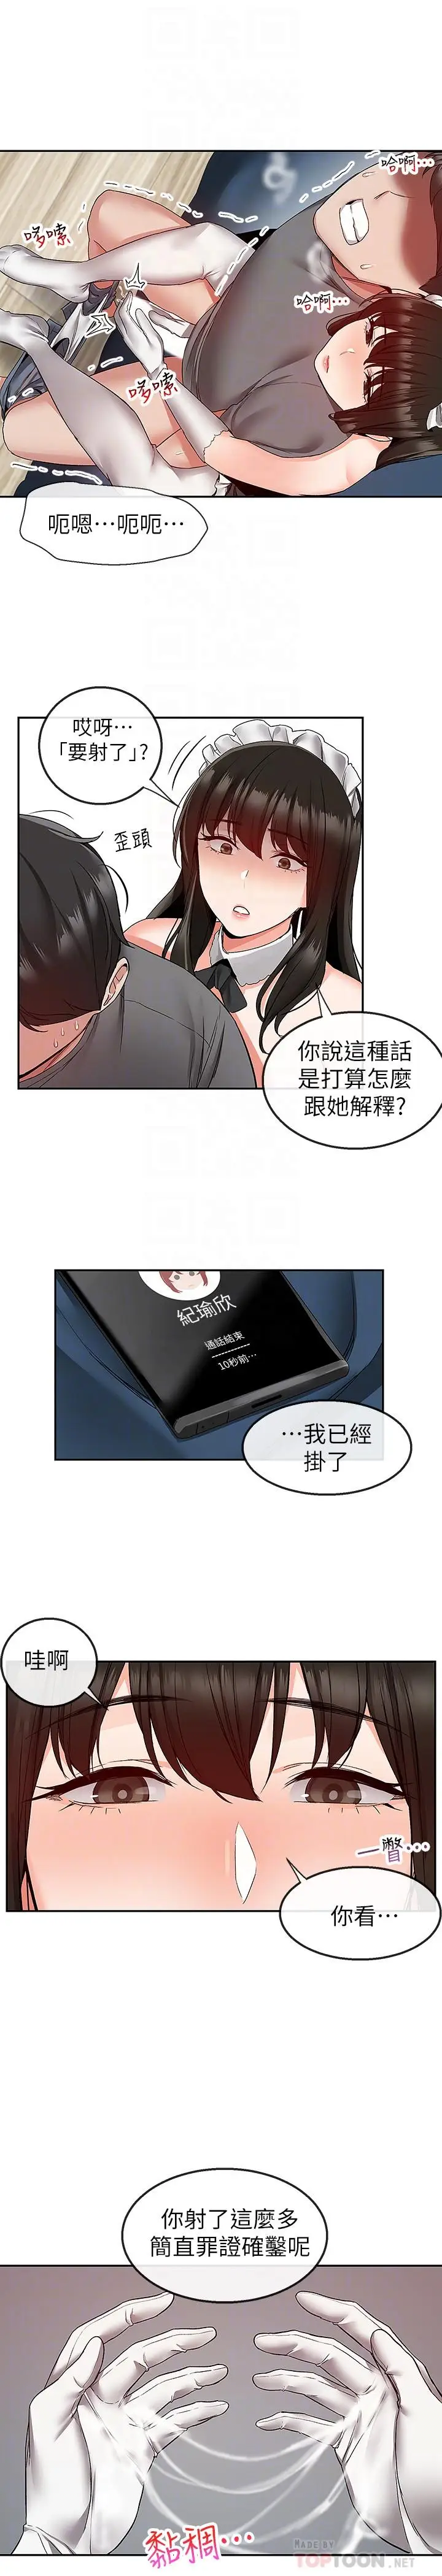 哈啊…
哆嗦
哈啊…
哆嗦
呃嗯…呃呃…
哎呀…
「要射了」?
歪頭
你說這種話
是打算怎麼
跟她解釋?
紀瑜欣
通話結束
10秒前…
…我已經
掛了
哇啊
一瞥…
你看…
你射了這麼多
簡直罪證確鑿呢
黏稠…
MADE BY
TOPTOON.NET